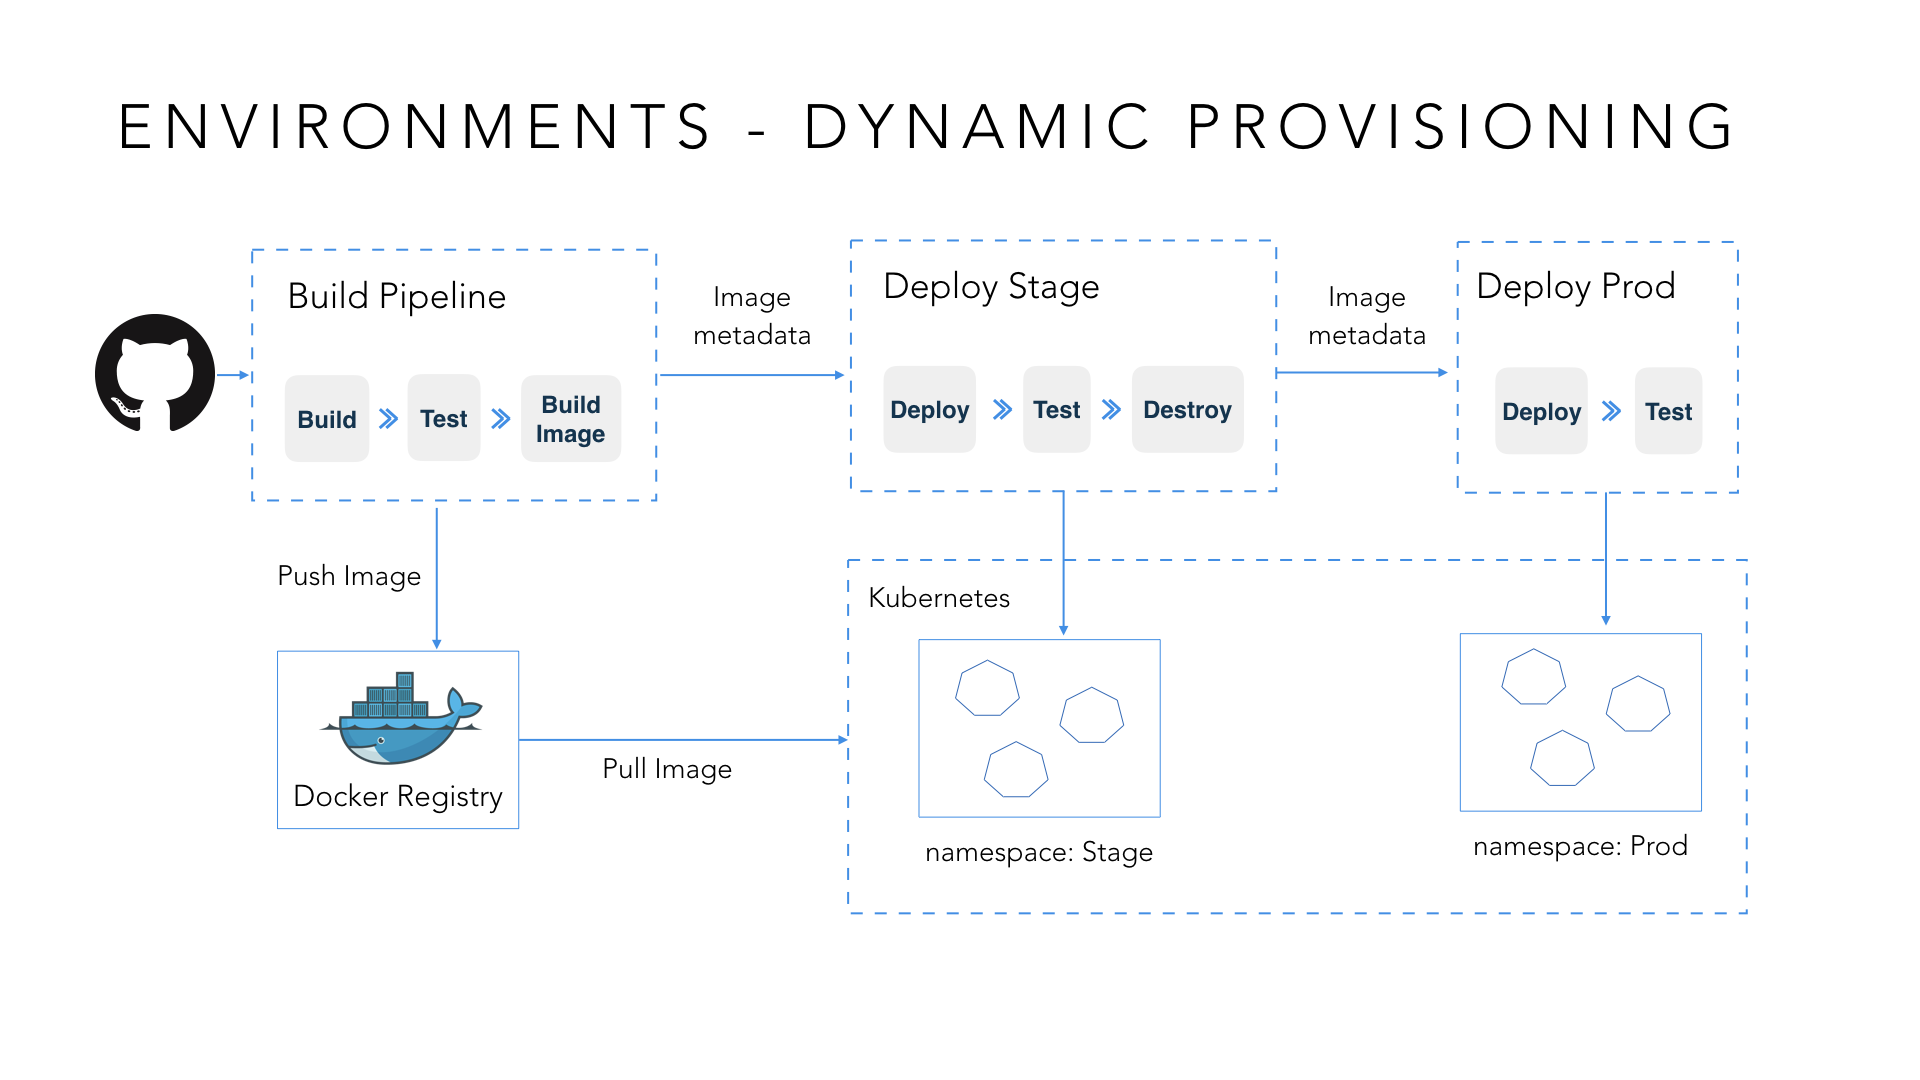 ENVIRONMENTS - DYNAMIC PROVISIONING
Build Pipeline
Build
Test
Build
Image
Image
metadata
Deploy Stage
Deploy
Test
Destroy
Image
metadata
Deploy Prod
Deploy
Test
Push Image
Docker Registry
Pull Image
Kubernetes
namespace: Stage
namespace: Prod